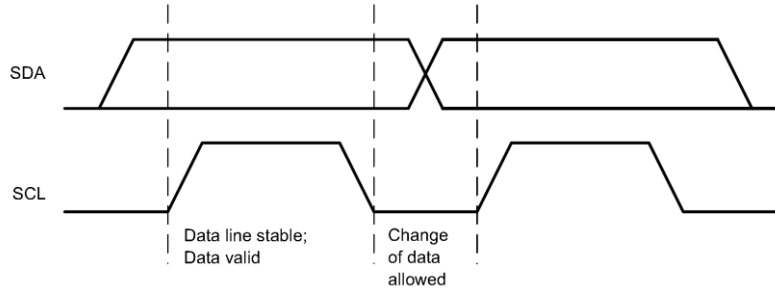 SDA
SCL
Data line stable;
Data valid
Change
of data
allowed